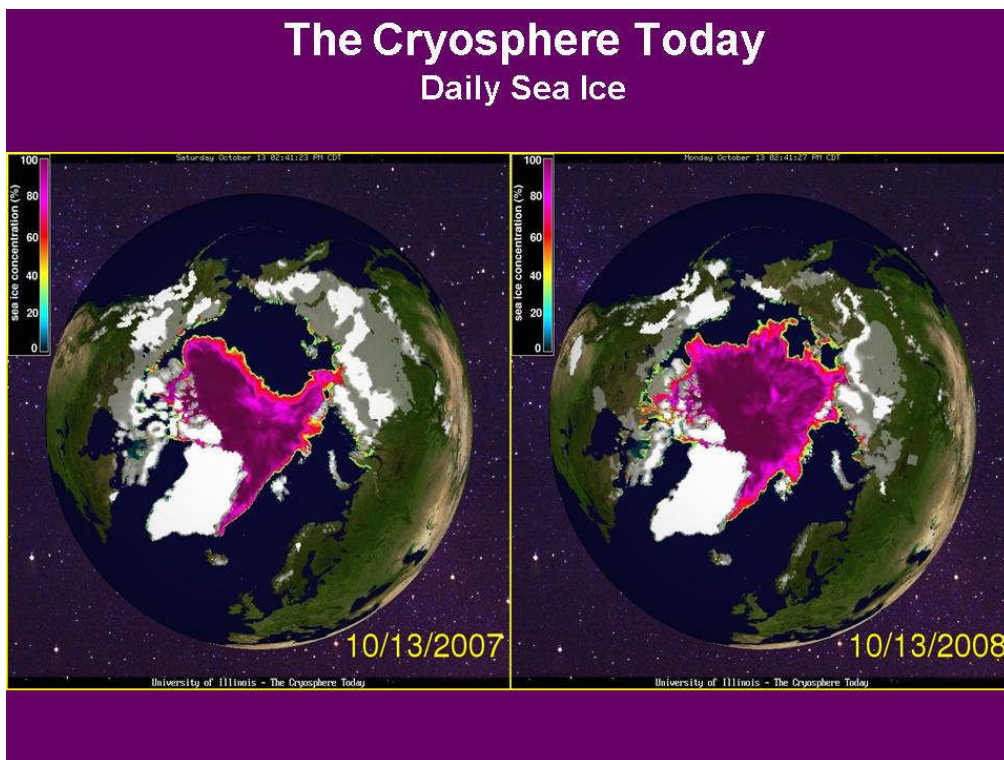 The Cryosphere Today
Daily Sea Ice
Saturday October 13 02:41:23 PM CDT
100
80
60
40
20
0
sea ice concentration (%)
10/13/2007
University of Illinois - The Cryosphere Today
Monday October 13 02:41:27 PM CDT
100
80
60
40
20
0
sea ice concentration (%)
10/13/2008
University of Illinois - The Cryosphere Today